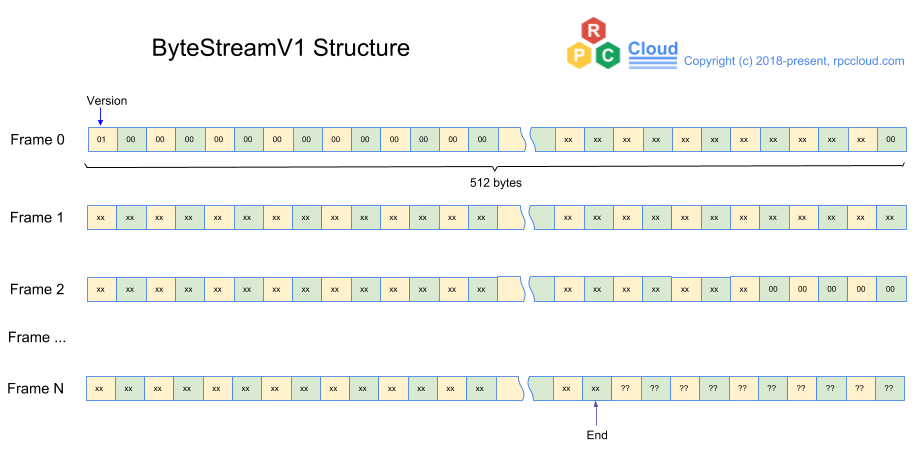 ByteStreamV1 Structure
R
P
C
Cloud
Copyright (c) 2018-present, rpccloud.com
Version
Frame 0 01 00 00 00 00 00 00 00 00 00 00 00 00 00 xx xx xx xx xx xx xx xx xx xx xx 00
512 bytes
Frame 1 xx xx xx xx xx xx xx xx xx xx xx xx xx xx xx xx xx xx xx xx xx xx xx xx xx xx
Frame 2 xx xx xx xx xx xx xx xx xx xx xx xx xx xx xx xx xx xx xx xx xx 00 00 00 00 00
Frame ...
Frame N xx xx xx xx xx xx xx xx xx xx xx xx xx xx xx xx ?? ?? ?? ?? ?? ?? ?? ?? ?? ??
End